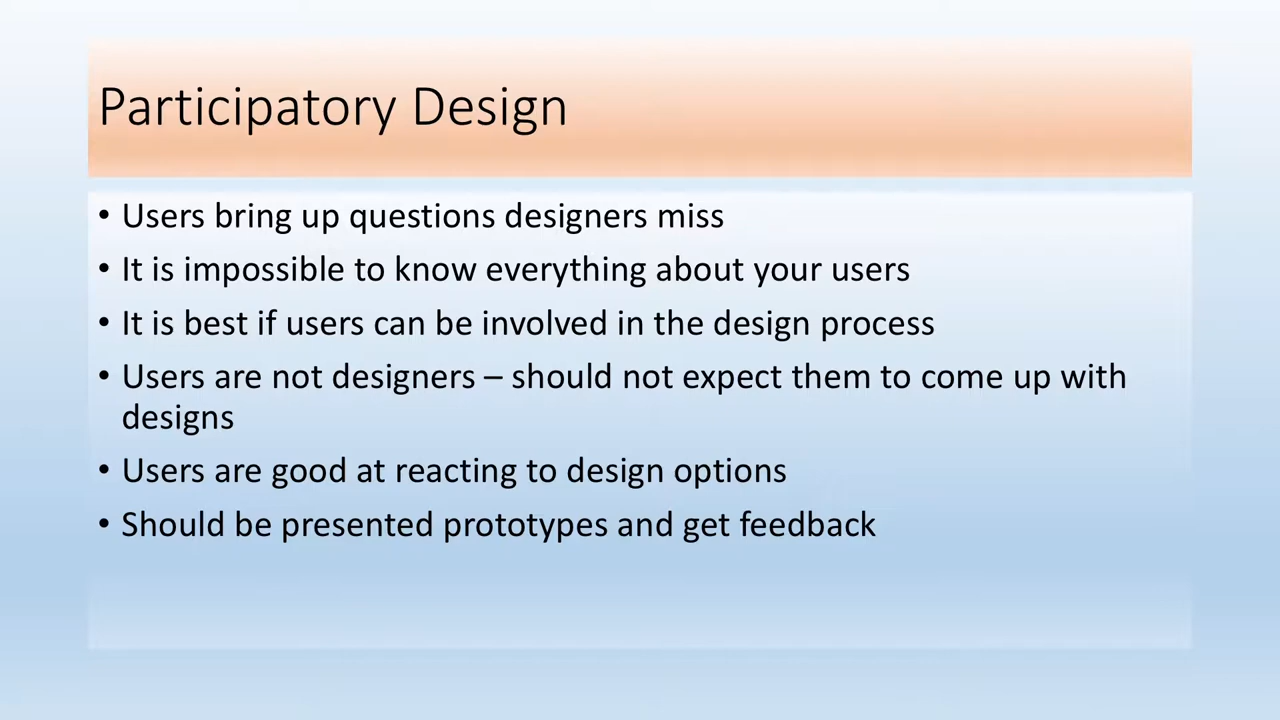 Participatory Design
• Users bring up questions designers miss
• It is impossible to know everything about your users
• It is best if users can be involved in the design process
• Users are not designers – should not expect them to come up with
designs
• Users are good at reacting to design options
• Should be presented prototypes and get feedback